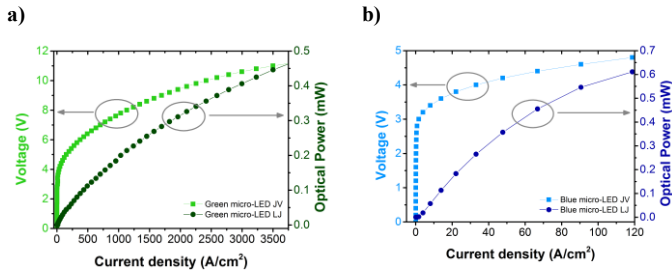 a)
12
10
8
6
4
2
0
Voltage (V)
0 500 1000 1500 2000 2500 3000 3500
Current density (A/cm²)
0.5
0.4
0.3
0.2
0.1
0.0
Optical Power (mW)
Green micro-LED JV
Green micro-LED LJ
b)
5
4
3
2
1
0
Voltage (V)
0 20 40 60 80 100 120
Current density (A/cm²)
0.7
0.6
0.5
0.4
0.3
0.2
0.1
0.0
Optical Power (mW)
Blue micro-LED JV
Blue micro-LED LJ